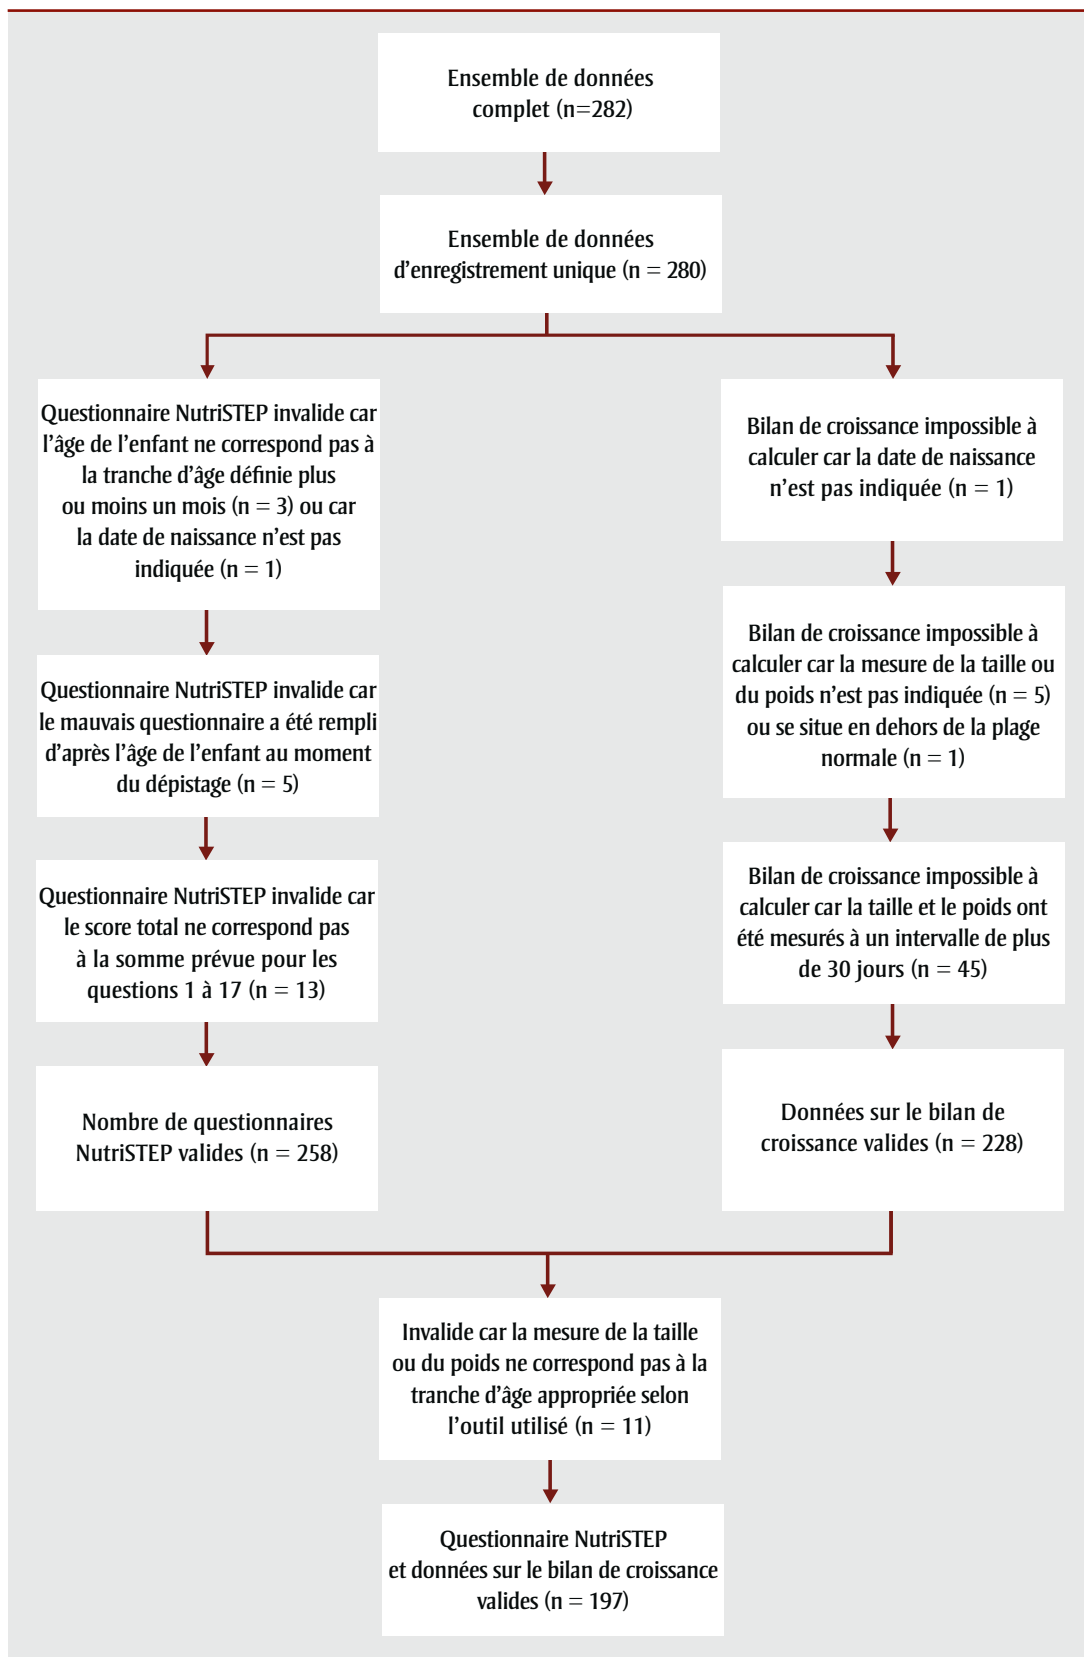 Ensemble de données
complet (n=282)
Ensemble de données
d’enregistrement unique (n = 280)
Questionnaire NutriSTEP invalide car
l’âge de l’enfant ne correspond pas à
la tranche d’âge définie plus
ou moins un mois (n = 3) ou car
la date de naissance n’est pas
indiquée (n = 1)
Questionnaire NutriSTEP invalide car
le mauvais questionnaire a été rempli
d’après l’âge de l’enfant au moment
du dépistage (n = 5)
Questionnaire NutriSTEP invalide car
le score total ne correspond pas
à la somme prévue pour les
questions 1 à 17 (n = 13)
Nombre de questionnaires
NutriSTEP valides (n = 258)
Bilan de croissance impossible à
calculer car la date de naissance
n’est pas indiquée (n = 1)
Bilan de croissance impossible à
calculer car la mesure de la taille ou
du poids n’est pas indiquée (n = 5)
ou se situe en dehors de la plage
normale (n = 1)
Bilan de croissance impossible à
calculer car la taille et le poids ont
été mesurés à un intervalle de plus
de 30 jours (n = 45)
Données sur le bilan de
croissance valides (n = 228)
Invalide car la mesure de la taille
ou du poids ne correspond pas à la
tranche d’âge appropriée selon
l’outil utilisé (n = 11)
Questionnaire NutriSTEP
et données sur le bilan de croissance
valides (n = 197)